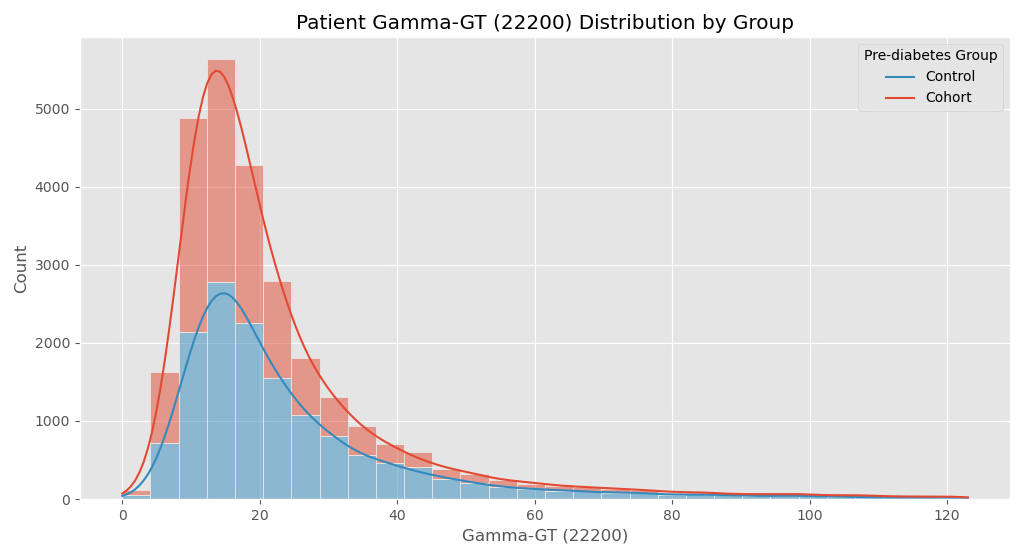 Patient Gamma-GT (22200) Distribution by Group
Pre-diabetes Group
Control
Cohort
Count
5000
4000
3000
2000
1000
0
0 20 40 60 80 100 120
Gamma-GT (22200)